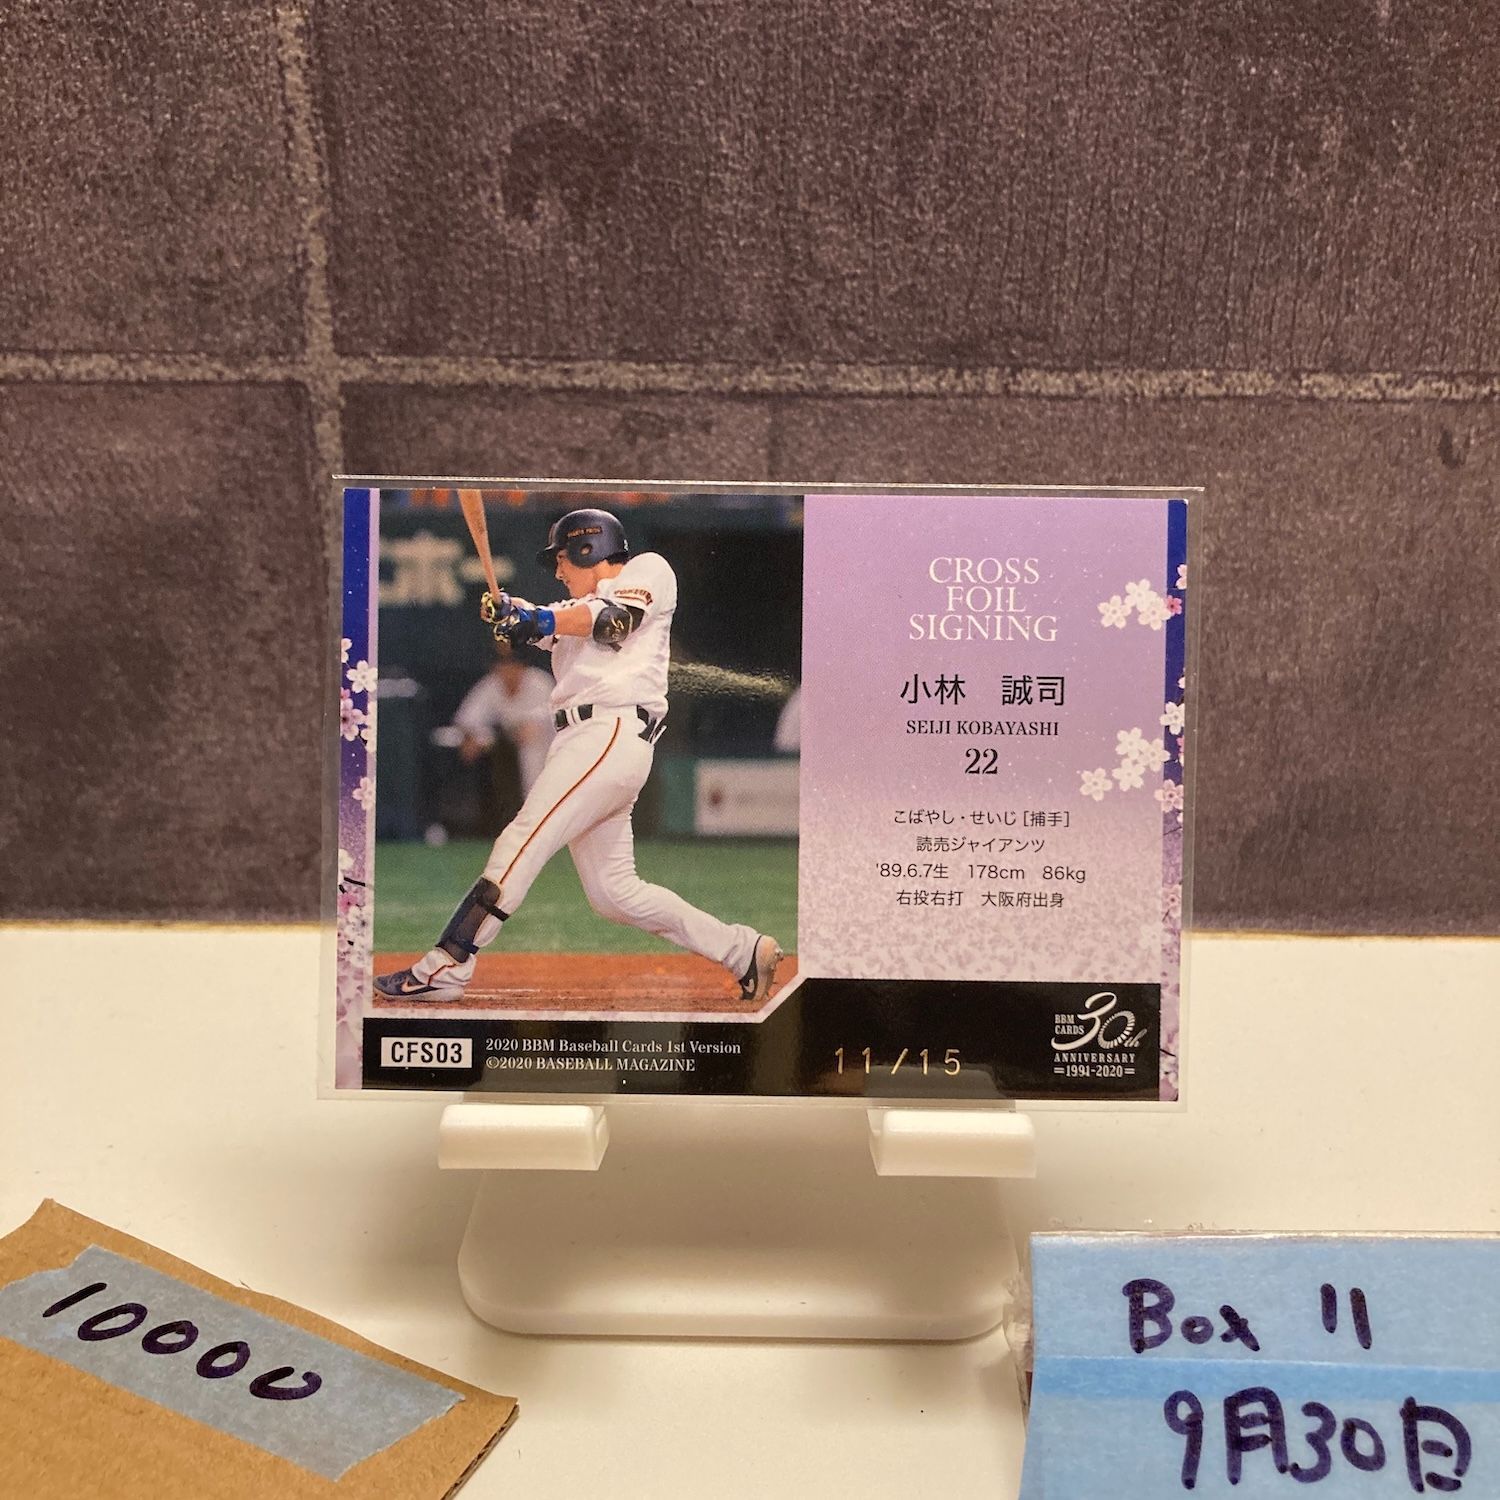 CROSS
FOIL
SIGNING
小林 誠司
SEIJI KOBAYASHI
22
こばやし・せいじ [捕手]
読売ジャイアンツ
'89.6.7生 178cm 86kg
右投右打 大阪府出身
CFS03
2020 BBM Baseball Cards 1st Version
©2020 BASEBALL MAGAZINE
11/15
BBM
CARDS
30th
ANNIVERSARY
=1991-2020=
10000
Box 11
9月30日